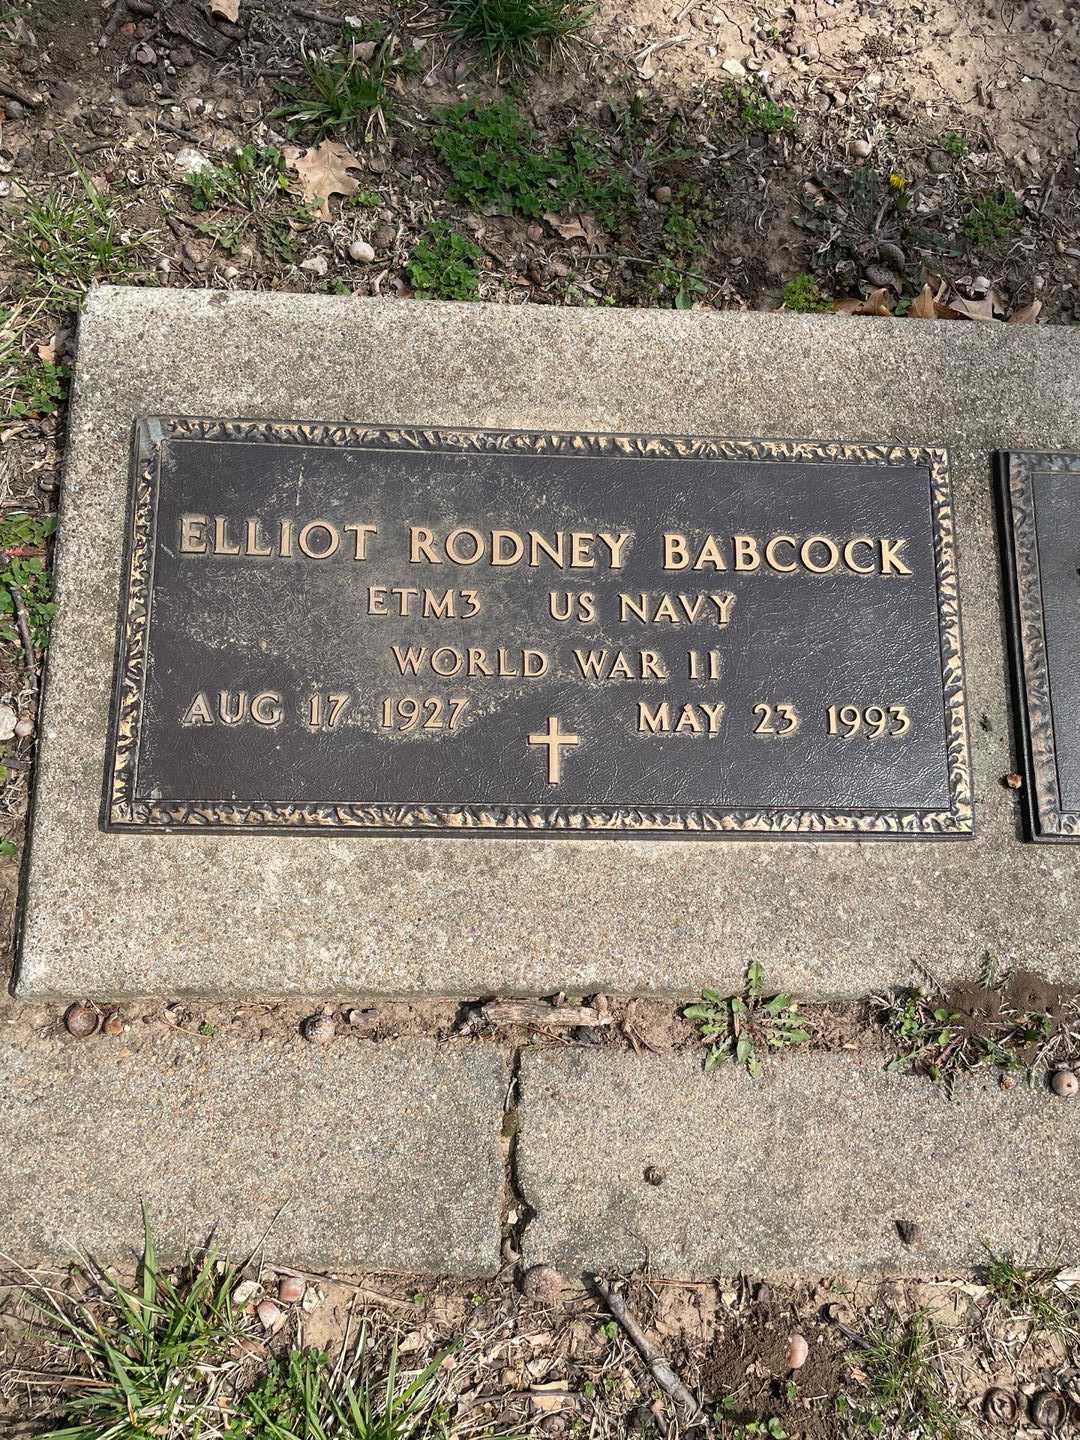 ELLIOT RODNEY BABCOCK
ETM3 US NAVY
WORLD WAR II
AUG 17 1927 MAY 23 1993